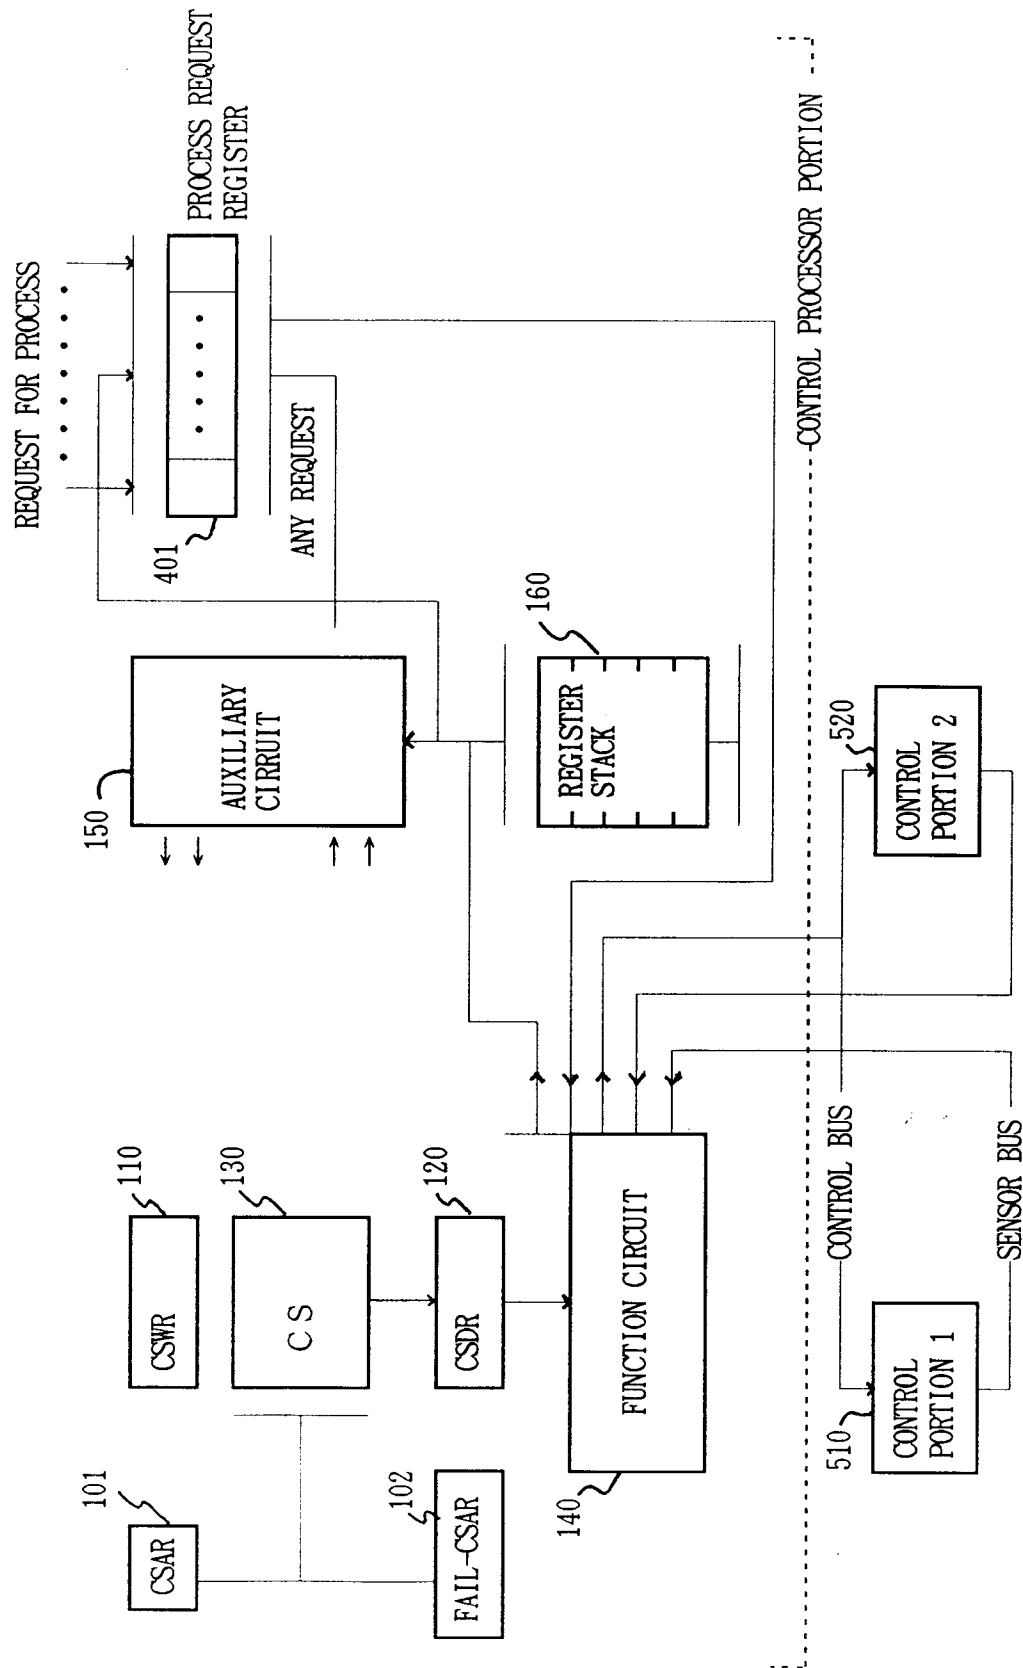 REQUEST FOR PROCESS
PROCESS REQUEST
REGISTER
401
ANY REQUEST
150
AUXILIARY
CIRRUIT
160
REGISTER
STACK
CONTROL PROCESSOR PORTION
520
CONTROL
PORTION 2
101
CSAR
110
CSWR
130
CS
102
FAIL-CSAR
120
CSDR
140
FUNCTION CIRCUIT
CONTROL BUS
SENSOR BUS
510
CONTROL
PORTION 1